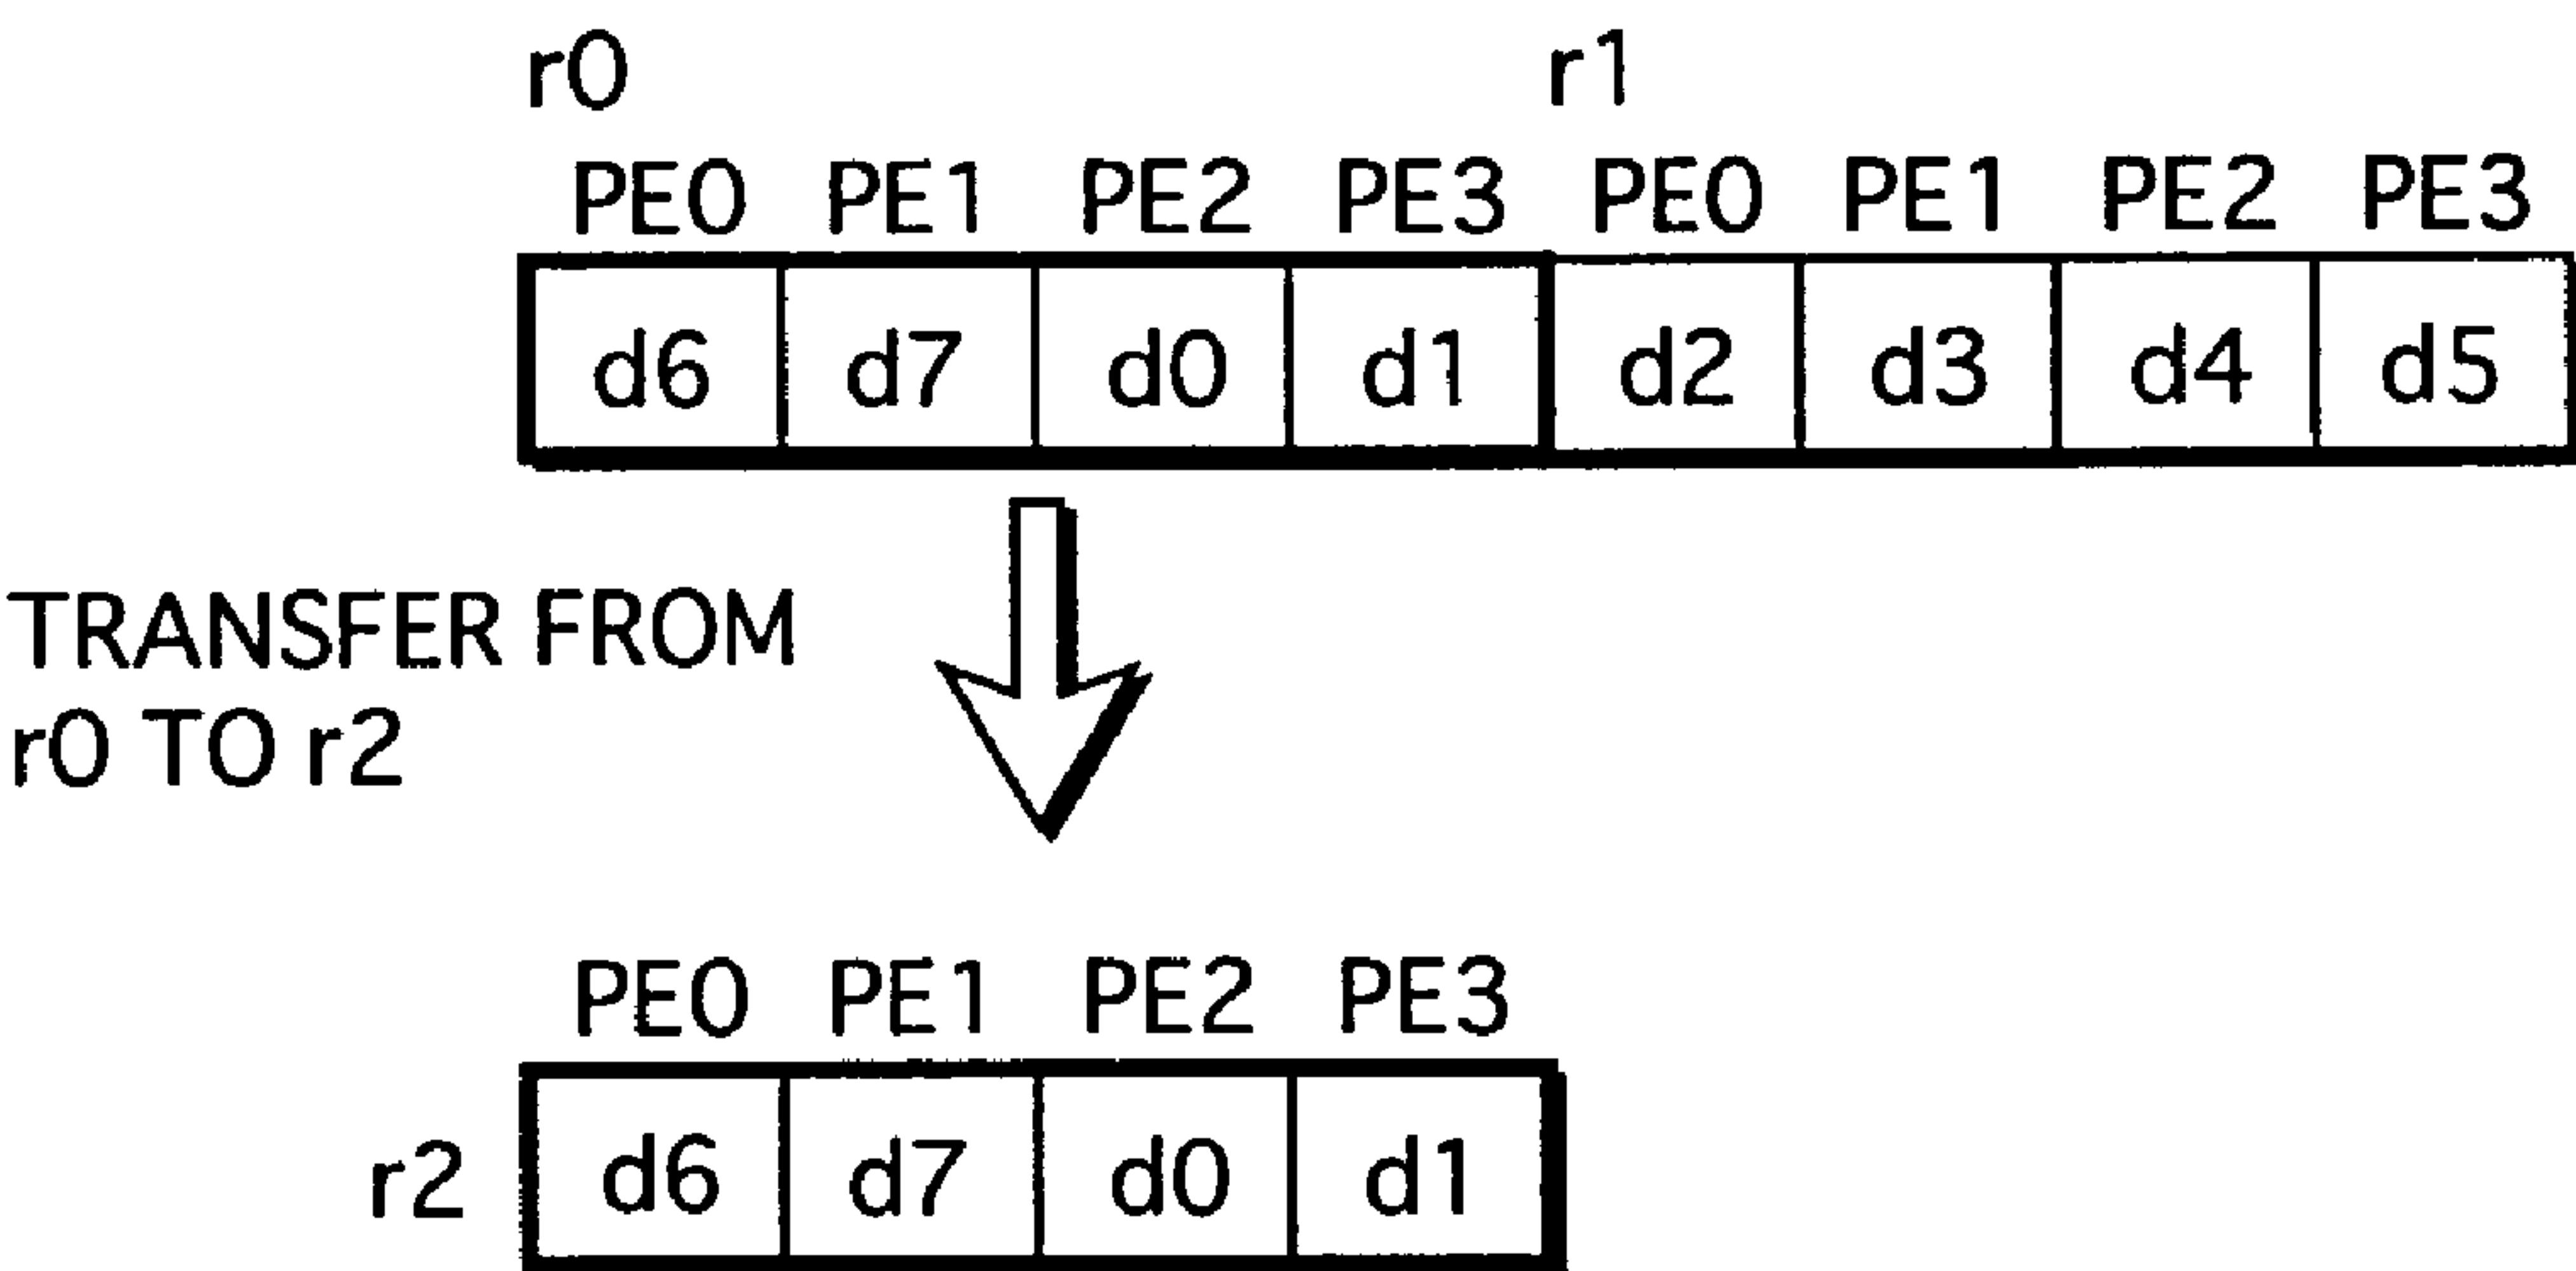 r0 r1
PE0 PE1 PE2 PE3 PE0 PE1 PE2 PE3
d6 d7 d0 d1 d2 d3 d4 d5
TRANSFER FROM
r0 TO r2
PE0 PE1 PE2 PE3
r2 d6 d7 d0 d1